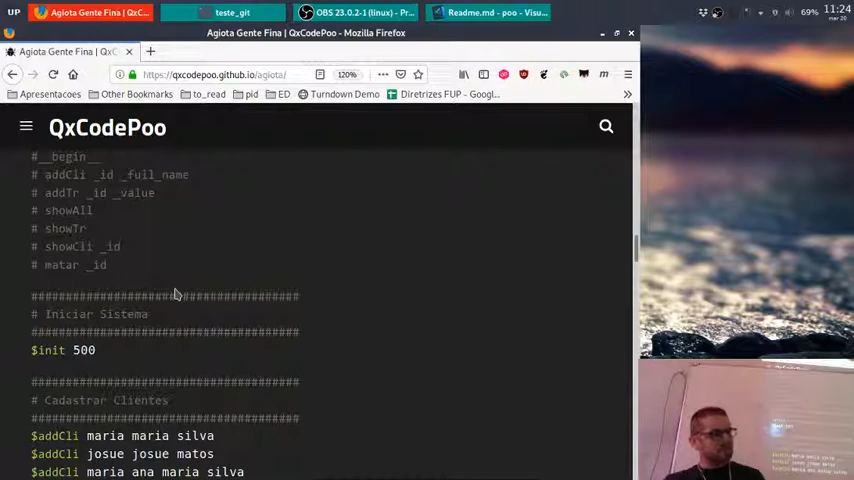 UP
Agiota Gente Fina | QxC...
teste_git
OBS 23.0.2-1 (linux) - Pr...
Readme.md - poo - Visu...
69%
11:24
mar 20
Agiota Gente Fina | QxCodePoo - Mozilla Firefox
Agiota Gente Fina | QxC
https://qxcodepoo.github.io/agiota/
120%
Apresentacoes
Other Bookmarks
to_read
pid
ED
Turndown Demo
Diretrizes FUP - Googl...
QxCodePoo
#__begin__
# addCli _id _full_name
# addTr _id _value
# showAll
# showTr
# showCli _id
# matar _id
#######################################
# Iniciar Sistema
#######################################
$init 500
#######################################
# Cadastrar Clientes
#######################################
$addCli maria maria silva
$addCli josue josue matos
$addCli maria ana maria silva